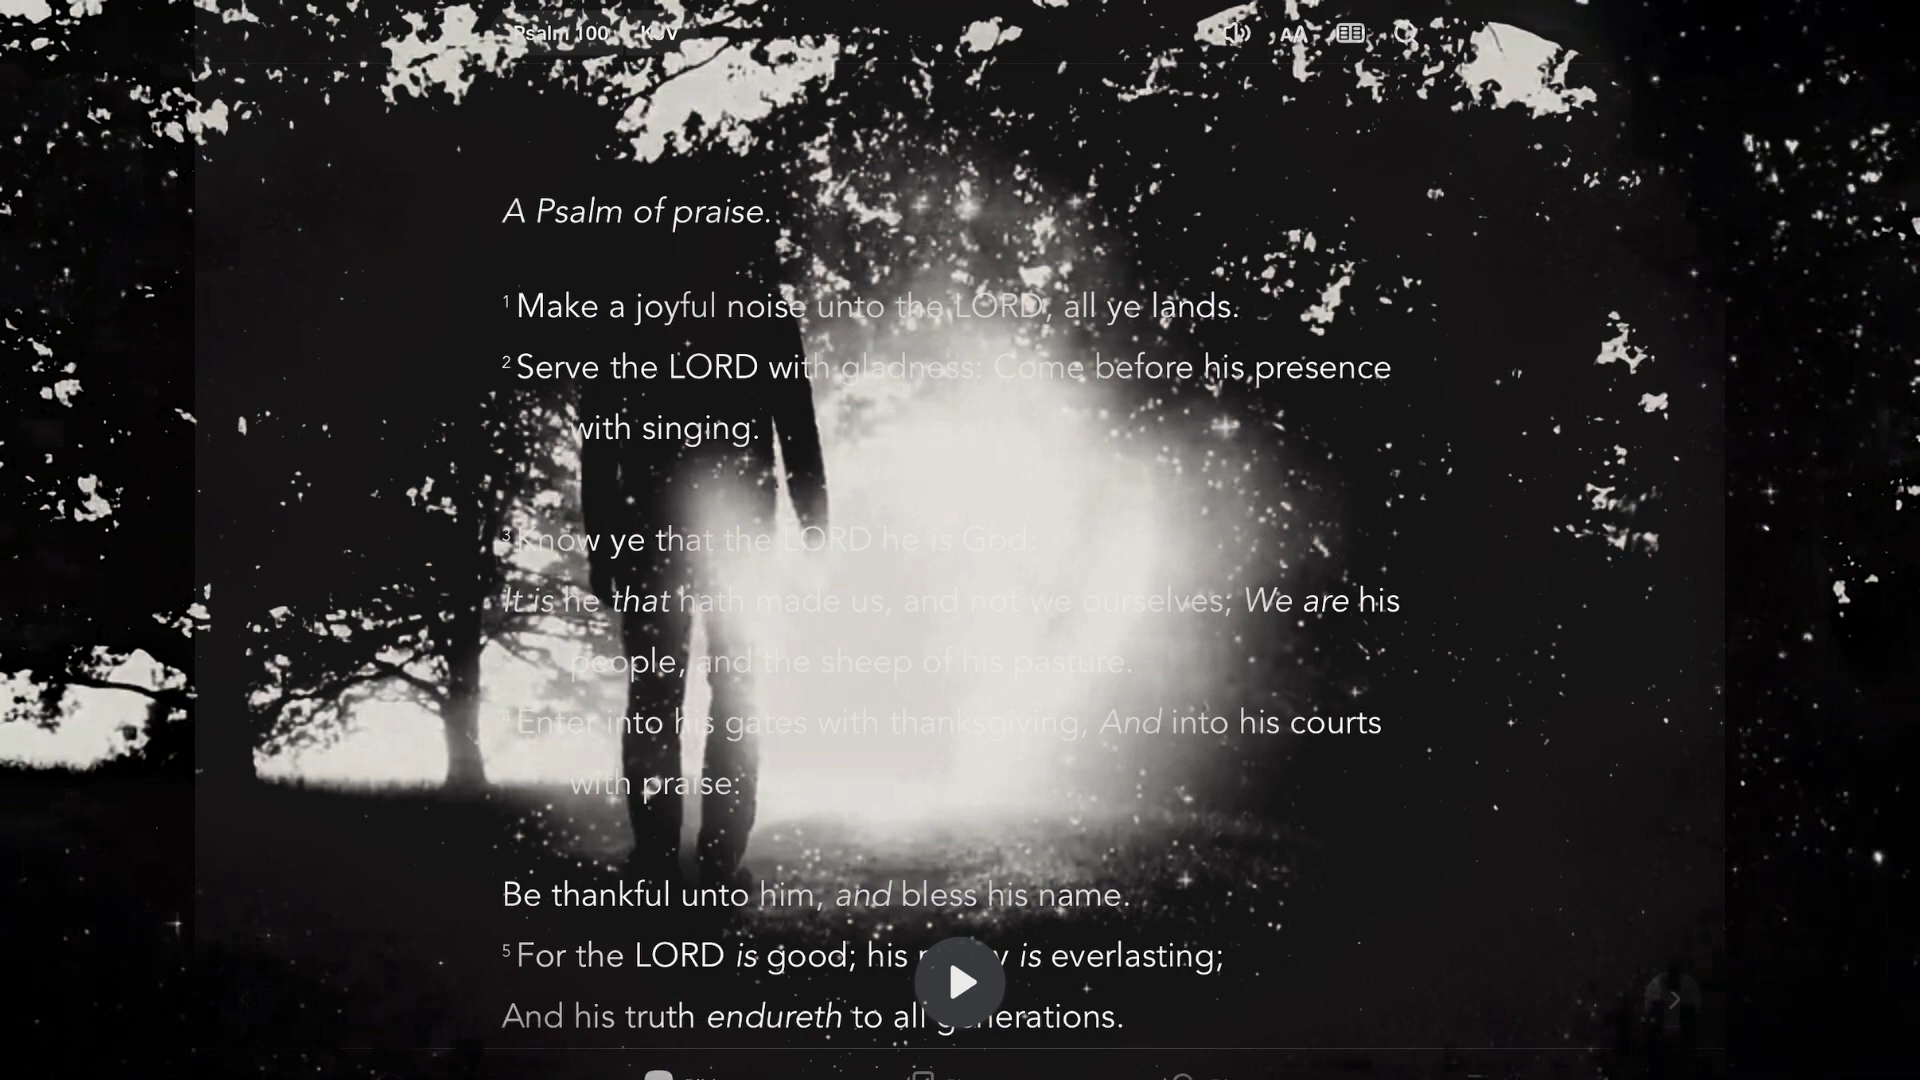 Psalm 100 KJV
AA
A Psalm of praise.
1 Make a joyful noise unto the LORD, all ye lands.
2 Serve the LORD with gladness: Come before his presence
with singing.
3 Know ye that the LORD he is God:
It is he that hath made us, and not we ourselves; We are his
people, and the sheep of his pasture.
4 Enter into his gates with thankgsgiving, And into his courts
with praise:
Be thankful unto him, and bless his name.
5 For the LORD is good; his is everlasting;
And his truth endureth to all generations.